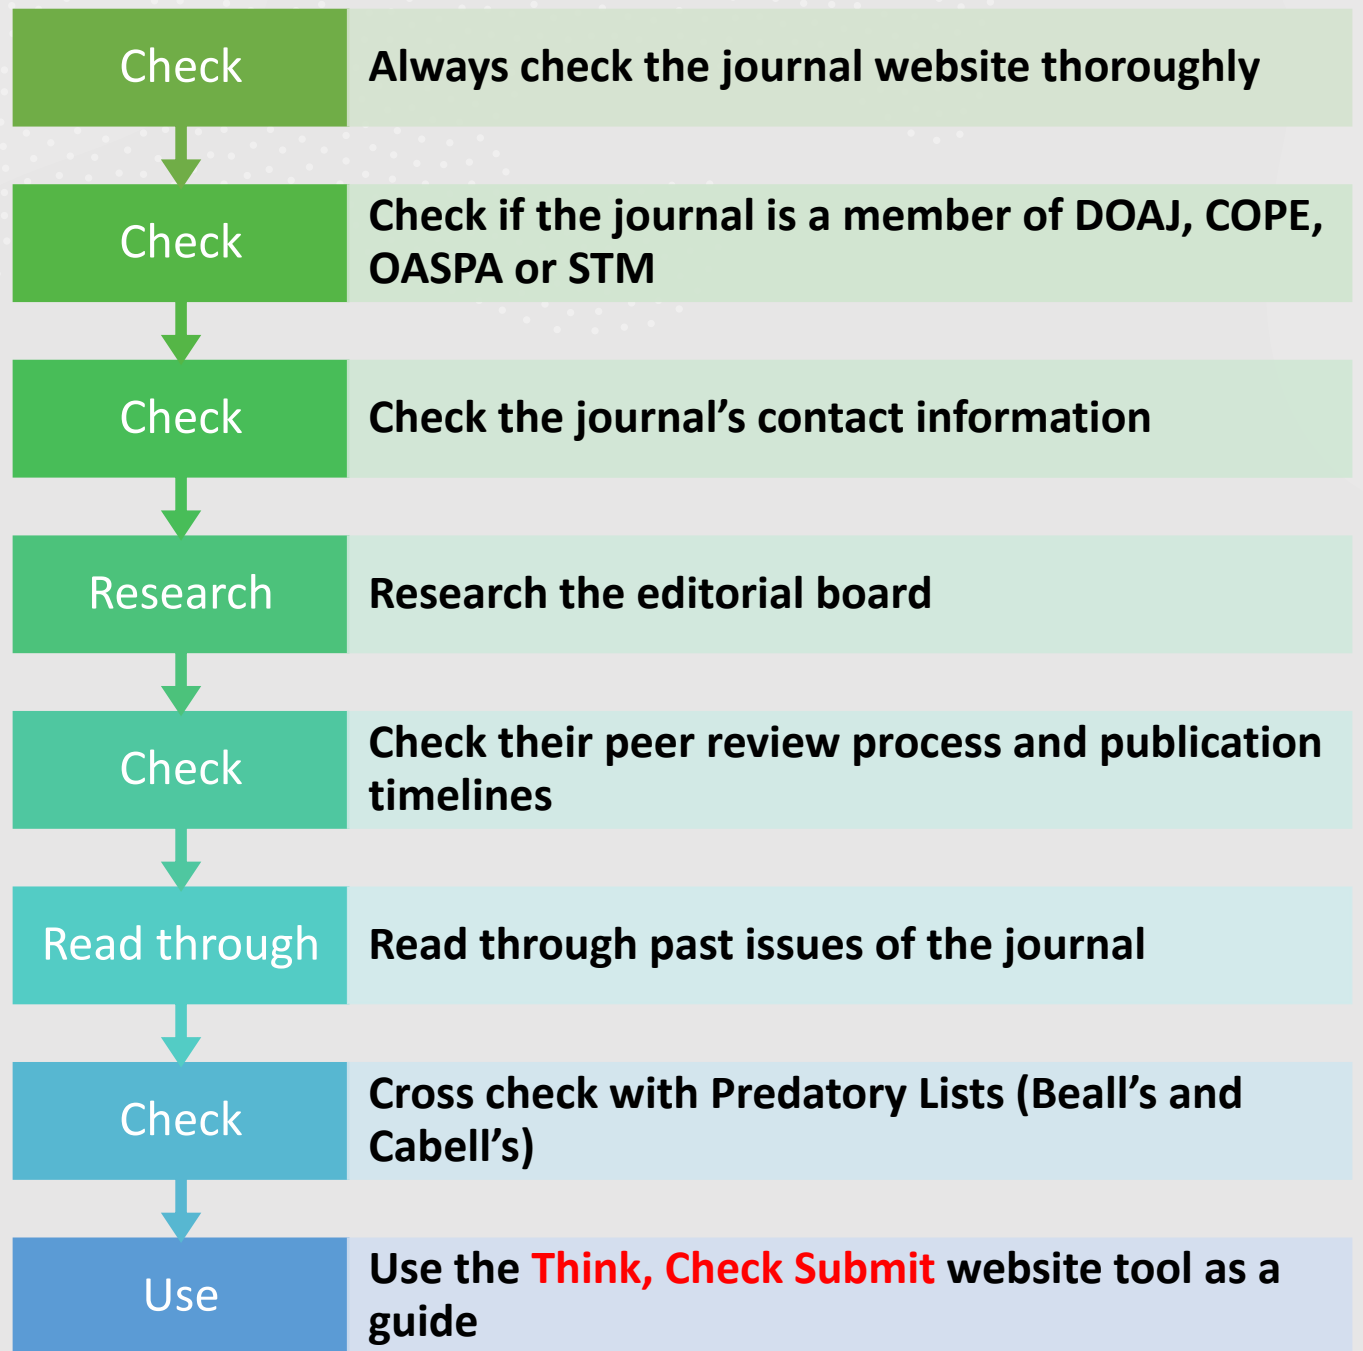 Check
Always check the journal website thoroughly
Check
Check if the journal is a member of DOAJ, COPE,
OASPA or STM
Check
Check the journal’s contact information
Research
Research the editorial board
Check
Check their peer review process and publication
timelines
Read through
Read through past issues of the journal
Check
Cross check with Predatory Lists (Beall’s and
Cabell’s)
Use
Use the Think, Check Submit website tool as a
guide